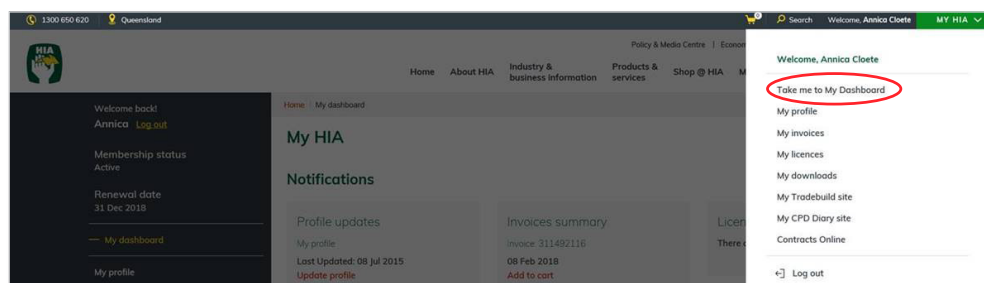 1300 650 620 Queensland 0 Search Welcome, Annica Cloete MY HIA
HIA
Policy & Media Centre | Econom
Home About HIA Industry & business information Products & services Shop @ HIA M
Welcome, Annica Cloete
Take me to My Dashboard
My profile
My invoices
My licences
My downloads
My Tradebuild site
My CPD Diary site
Contracts Online
Log out
Welcome back!
Annica Log out
Membership status
Active
Renewal date
31 Dec 2018
My dashboard
My profile
Home My dashboard
My HIA
Notifications
Profile updates
My profile
Last Updated: 08 Jul 2015
Update profile
Invoices summary
Invoice: 311492116
08 Feb 2018
Add to cart
Licen
There